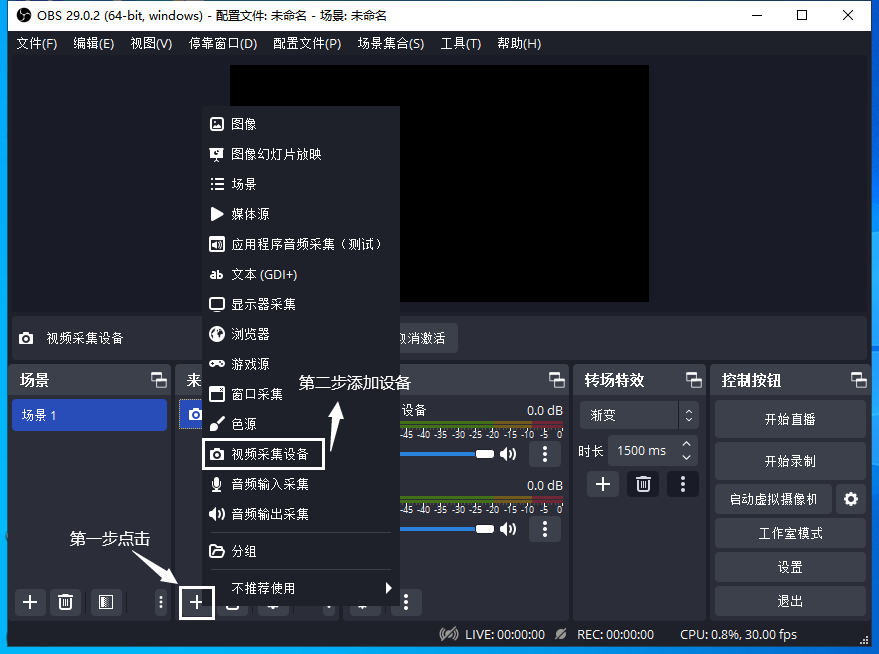 OBS 29.0.2 (64-bit, windows) - 配置文件: 未命名 - 场景: 未命名
文件(F) 编辑(E) 视图(V) 停靠窗口(D) 配置文件(P) 场景集合(S) 工具(T) 帮助(H)
图像
图像幻灯片放映
场景
媒体源
应用程序音频采集（测试）
ab 文本 (GDI+)
显示器采集
浏览器
游戏源
窗口采集
色源
视频采集设备
音频输入采集
音频输出采集
分组
不推荐使用
视频采集设备
取消激活
第二步添加设备
第一步点击
场景
场景 1
来
设备 0.0 dB
-45 -40 -35 -30 -25 -20 -15 -10 -5 0
0.0 dB
-45 -40 -35 -30 -25 -20 -15 -10 -5 0
转场特效
渐变
时长 1500 ms
控制按钮
开始直播
开始录制
启动虚拟摄像机
工作室模式
设置
退出
LIVE: 00:00:00 REC: 00:00:00 CPU: 0.8%, 30.00 fps